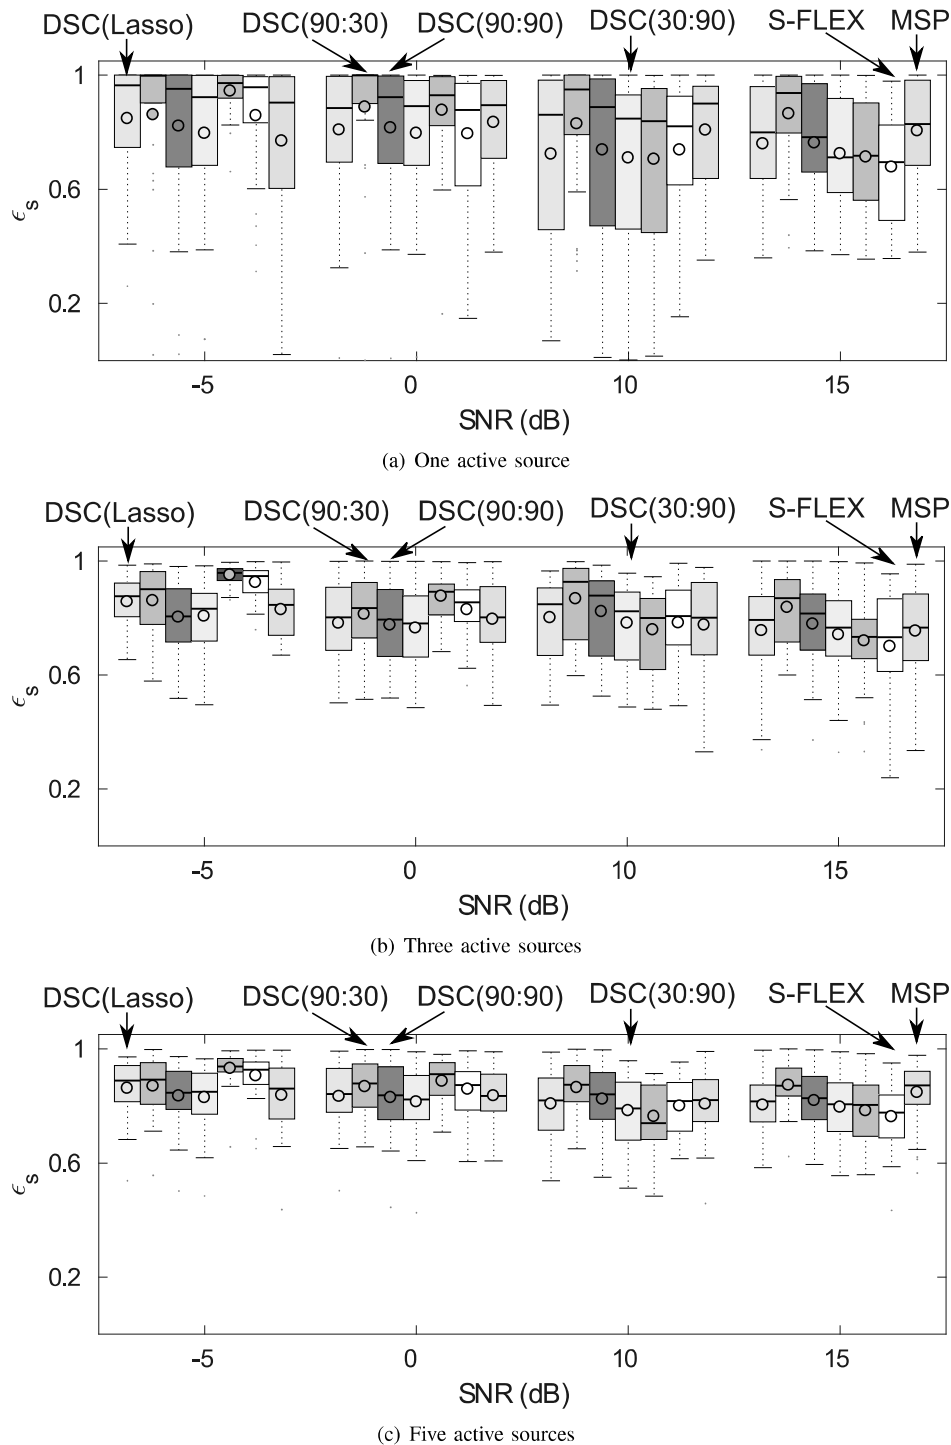 DSC(Lasso) DSC(90:30) DSC(90:90) DSC(30:90) S-FLEX MSP
1
0.6
0.2
ϵs
-5 0 10 15
SNR (dB)
(a) One active source
DSC(Lasso) DSC(90:30) DSC(90:90) DSC(30:90) S-FLEX MSP
1
0.6
0.2
ϵs
-5 0 10 15
SNR (dB)
(b) Three active sources
DSC(Lasso) DSC(90:30) DSC(90:90) DSC(30:90) S-FLEX MSP
1
0.6
0.2
ϵs
-5 0 10 15
SNR (dB)
(c) Five active sources